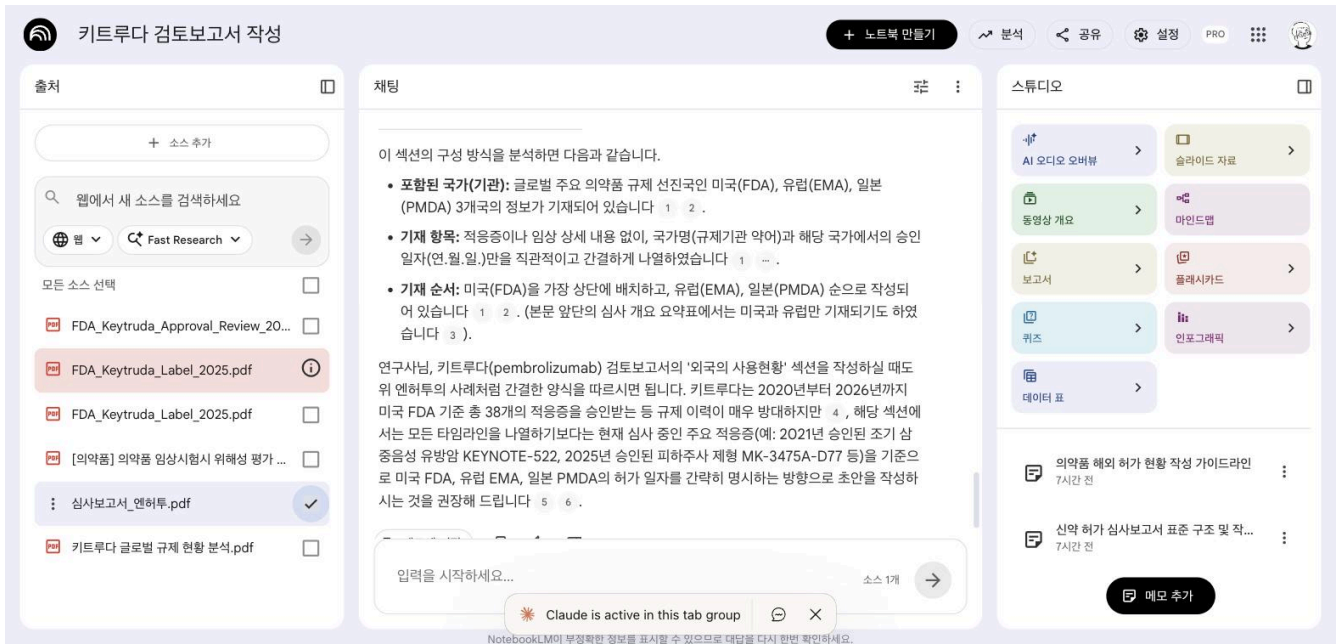 키트루다 검토보고서 작성
+ 노트북 만들기
분석
공유
설정
PRO
출처
+ 소스 추가
웹에서 새 소스를 검색하세요
웹
Fast Research
모든 소스 선택
PDF FDA_Keytruda_Approval_Review_20...
PDF FDA_Keytruda_Label_2025.pdf
PDF FDA_Keytruda_Label_2025.pdf
PDF [의약품] 의약품 임상시험시 위해성 평가 ...
심사보고서_엔허투.pdf
PDF 키트루다 글로벌 규제 현황 분석.pdf
채팅
이 섹션의 구성 방식을 분석하면 다음과 같습니다.
• 포함된 국가(기관): 글로벌 주요 의약품 규제 선진국인 미국(FDA), 유럽(EMA), 일본
(PMDA) 3개국의 정보가 기재되어 있습니다 1 2 .
• 기재 항목: 적응증이나 임상 상세 내용 없이, 국가명(규제기관 약어)과 해당 국가에서의 승인
일자(연.월.일.)만을 직관적이고 간결하게 나열하였습니다 1 ... .
• 기재 순서: 미국(FDA)을 가장 상단에 배치하고, 유럽(EMA), 일본(PMDA) 순으로 작성되
어 있습니다 1 2 . (본문 앞단의 심사 개요 요약표에서는 미국과 유럽만 기재되기도 하였
습니다 3 ).
연구사님, 키트루다(pembrolizumab) 검토보고서의 '외국의 사용현황' 섹션을 작성하실 때도
위 엔허투의 사례처럼 간결한 양식을 따르시면 됩니다. 키트루다는 2020년부터 2026년까지
미국 FDA 기준 총 38개의 적응증을 승인받는 등 규제 이력이 매우 방대하지만 4 , 해당 섹션에
서는 모든 타임라인을 나열하기보다는 현재 심사 중인 주요 적응증(예: 2021년 승인된 조기 삼
중음성 유방암 KEYNOTE-522, 2025년 승인된 피하주사 제형 MK-3475A-D77 등)을 기준으
로 미국 FDA, 유럽 EMA, 일본 PMDA의 허가 일자를 간략히 명시하는 방향으로 초안을 작성하
시는 것을 권장해 드립니다 5 6 .
입력을 시작하세요...
소스 1개
Claude is active in this tab group
NotebookLM이 부정확한 정보를 표시할 수 있으므로 대답을 다시 한번 확인하세요.
스튜디오
AI 오디오 오버뷰
슬라이드 자료
동영상 개요
마인드맵
보고서
플래시카드
퀴즈
인포그래픽
데이터 표
의약품 해외 허가 현황 작성 가이드라인
7시간 전
신약 허가 심사보고서 표준 구조 및 작...
7시간 전
메모 추가